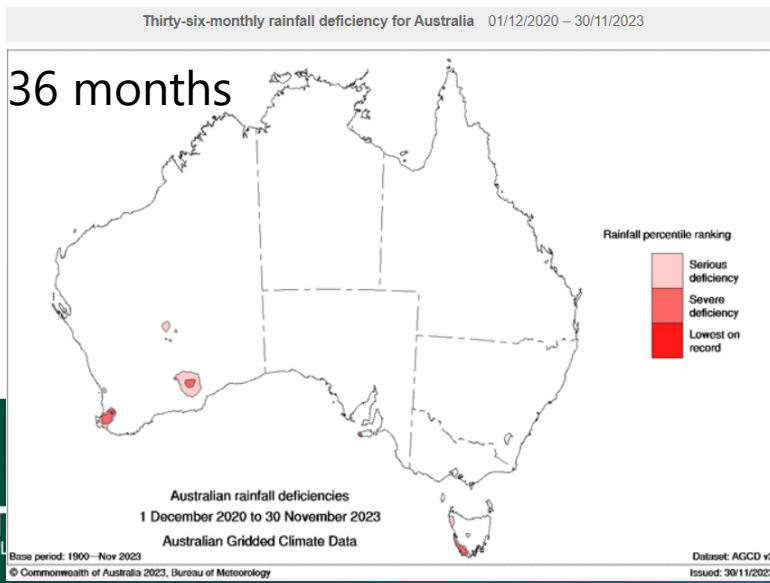 Thirty-six-monthly rainfall deficiency for Australia 01/12/2020 – 30/11/2023
36 months
Rainfall percentile ranking
Serious
deficiency
Severe
deficiency
Lowest on
record
Australian rainfall deficiencies
1 December 2020 to 30 November 2023
Australian Gridded Climate Data
Base period: 1900—Nov 2023
Dataset: AGCD v2
© Commonwealth of Australia 2023, Bureau of Meteorology
Issued: 30/11/2023